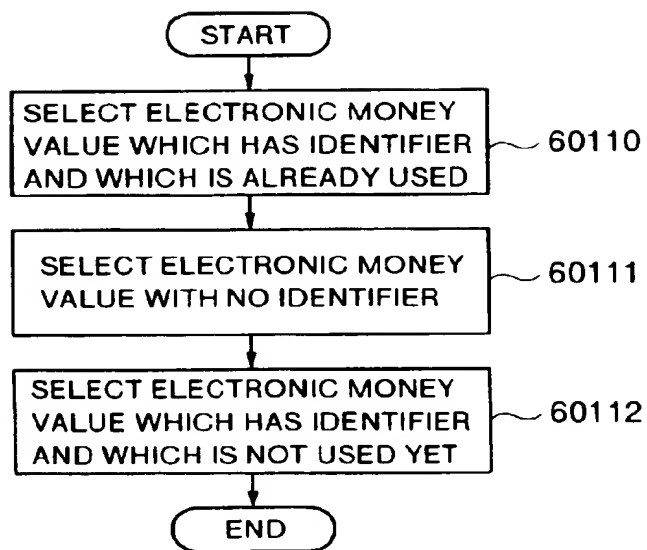 START
SELECT ELECTRONIC MONEY
VALUE WHICH HAS IDENTIFIER
AND WHICH IS ALREADY USED
60110
SELECT ELECTRONIC MONEY
VALUE WITH NO IDENTIFIER
60111
SELECT ELECTRONIC MONEY
VALUE WHICH HAS IDENTIFIER
AND WHICH IS NOT USED YET
60112
END